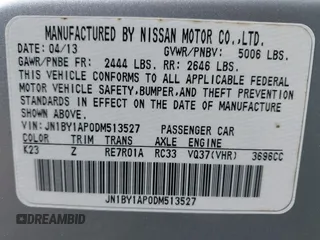 MANUFACTURED BY NISSAN MOTOR CO.,LTD.
DATE: 04/13 GVWR/PNBV: 5006 LBS.
GAWR/PNBE FR: 2444 LBS. RR: 2646 LBS.
THIS VEHICLE CONFORMS TO ALL APPLICABLE FEDERAL
MOTOR VEHICLE SAFETY,BUMPER,AND THEFT PREVENTION
STANDARDS IN EFFECT ON THE DATE OF MANUFACTURE
SHOWN ABOVE.
VIN:JN1BY1AP0DM513527 PASSENGER CAR
COLOR TRIM TRANS AXLE ENGINE
K23 Z RE7R01A RC33 VQ37(VHR) 3696CC
JN1BY1AP0DM513527
DREAMBID